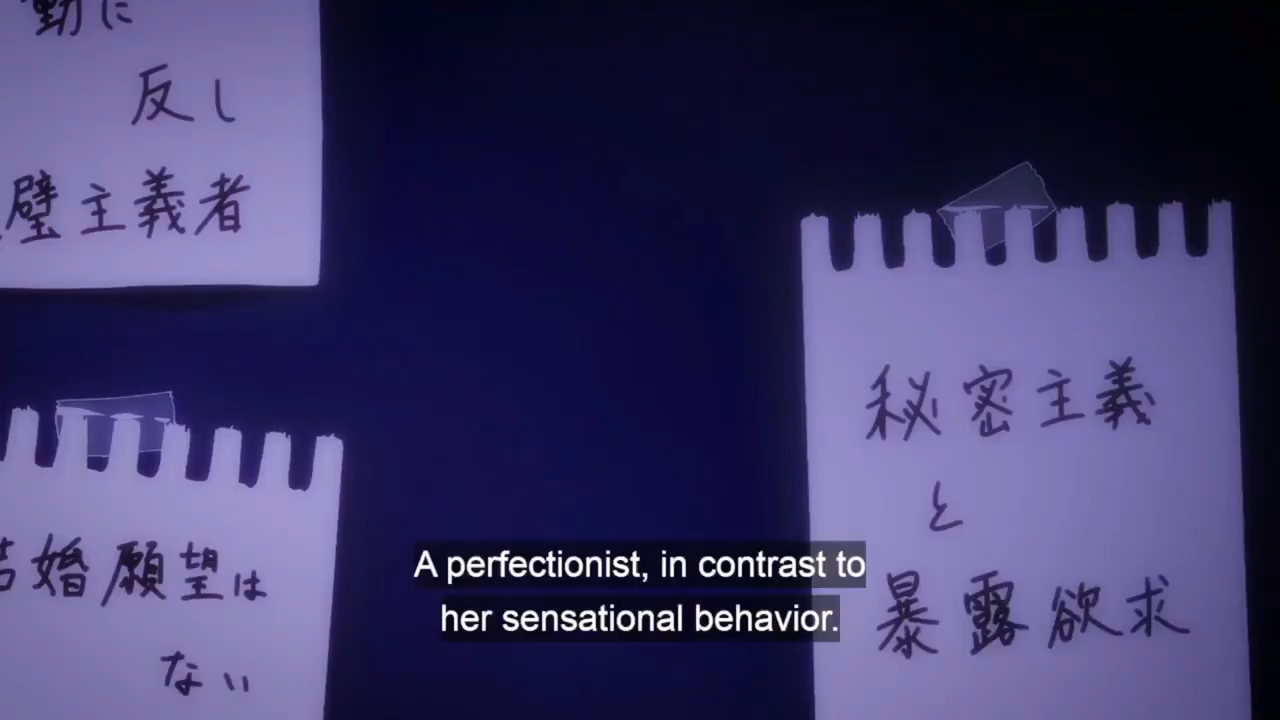 動に
反し
璧主義者
婚願望は
ない
秘密主義
と
暴露欲求
A perfectionist, in contrast to
her sensational behavior.